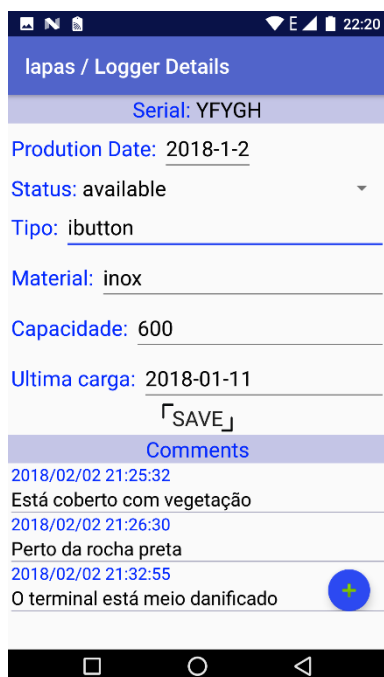 E 22:20
lapas / Logger Details
Serial: YFYGH
Prodution Date: 2018-1-2
Status: available
Tipo: ibutton
Material: inox
Capacidade: 600
Ultima carga: 2018-01-11
SAVE
Comments
2018/02/02 21:25:32
Está coberto com vegetação
2018/02/02 21:26:30
Perto da rocha preta
2018/02/02 21:32:55
O terminal está meio danificado
+